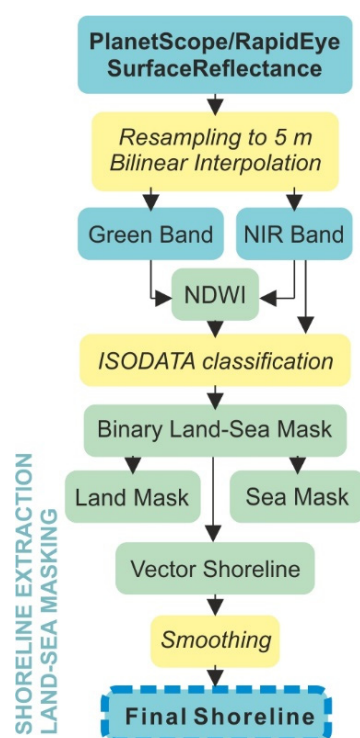 PlanetScope/RapidEye
SurfaceReflectance
Resampling to 5 m
Bilinear Interpolation
Green Band
NIR Band
NDWI
ISODATA classification
Binary Land-Sea Mask
Land Mask
Sea Mask
Vector Shoreline
Smoothing
Final Shoreline
SHORELINE EXTRACTION
LAND-SEA MASKING